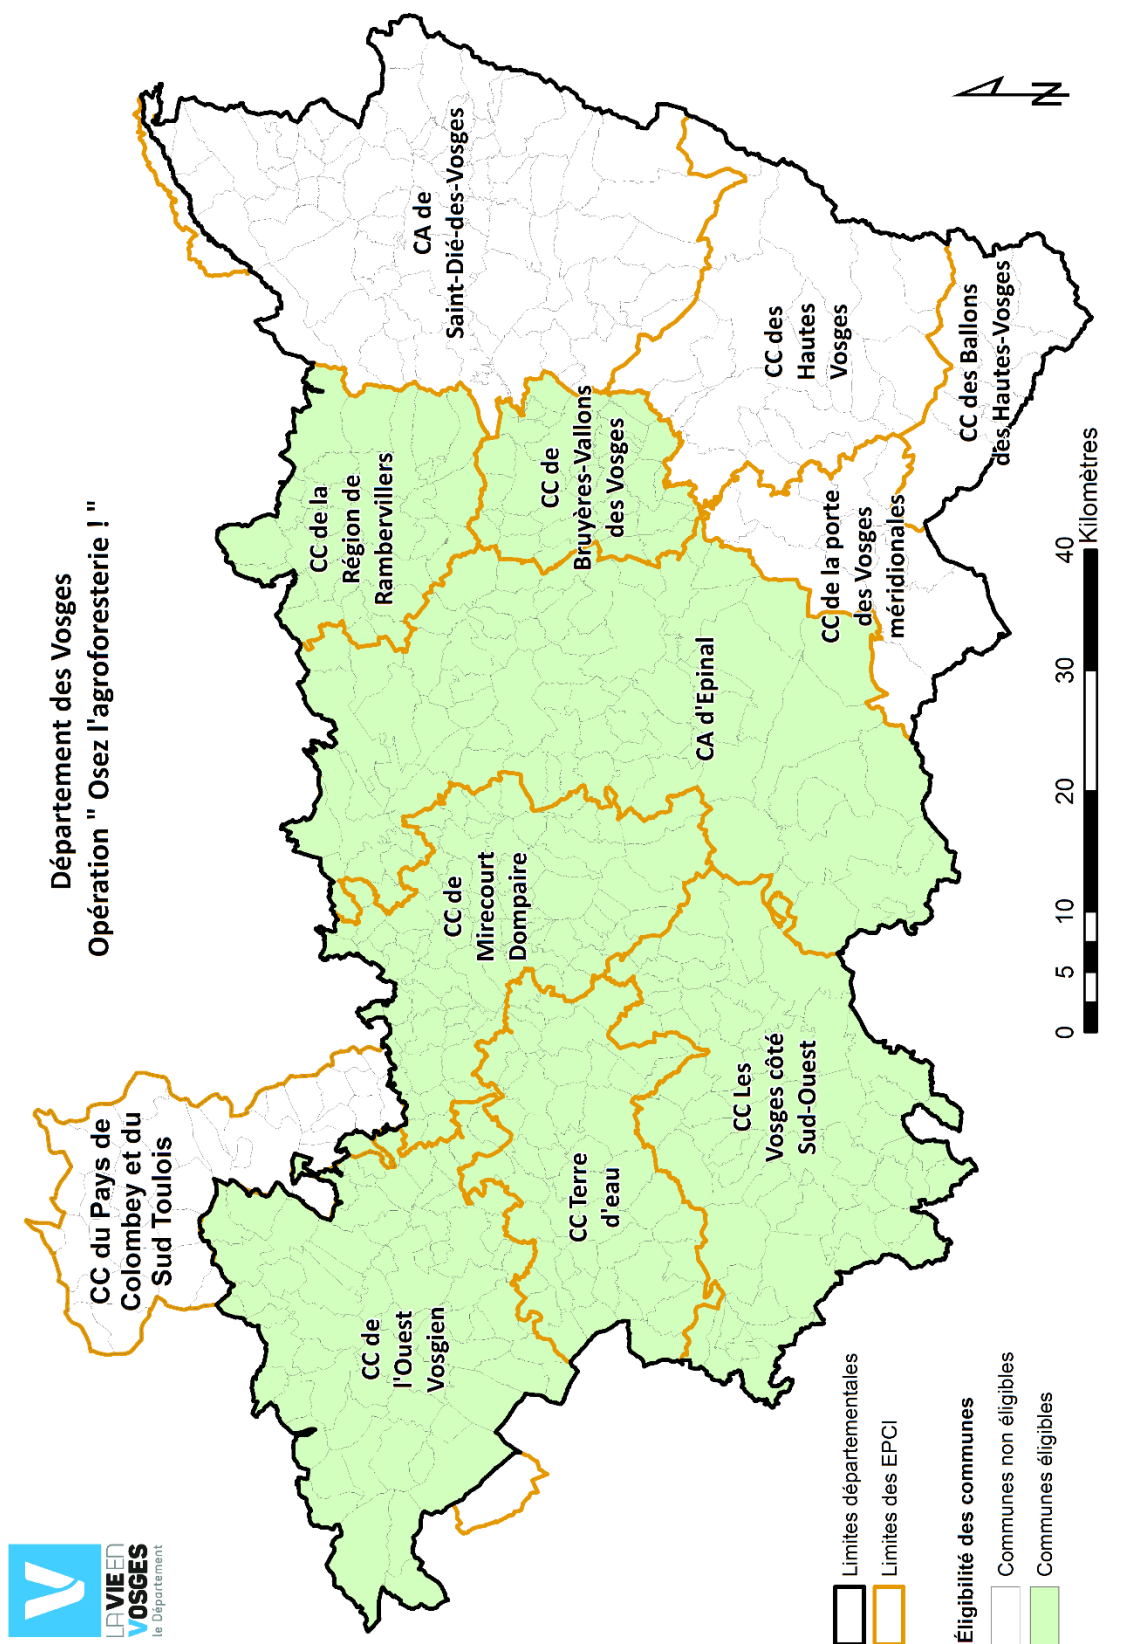 LA VIE EN
VOSGES
le Département
Département des Vosges
Opération " Osez l'agroforesterie ! "
CC du Pays de
Colombey et du
Sud Toulois
CC de
l'Ouest
Vosgien
CC de
Mirecourt
Dompaire
CC de la
Région de
Rambervillers
CA de
Saint-Dié-des-Vosges
CC Terre
d'eau
CC de
Bruyères-Vallons
des Vosges
CA d'Epinal
CC Les
Vosges côté
Sud-Ouest
CC des
Hautes
Vosges
CC de la porte
des Vosges
méridionales
CC des Ballons
des Hautes-Vosges
Limites départementales
Limites des EPCI
Éligibilité des communes
Communes non éligibles
Communes éligibles
0 5 10 20 30 40
Kilomètres
N